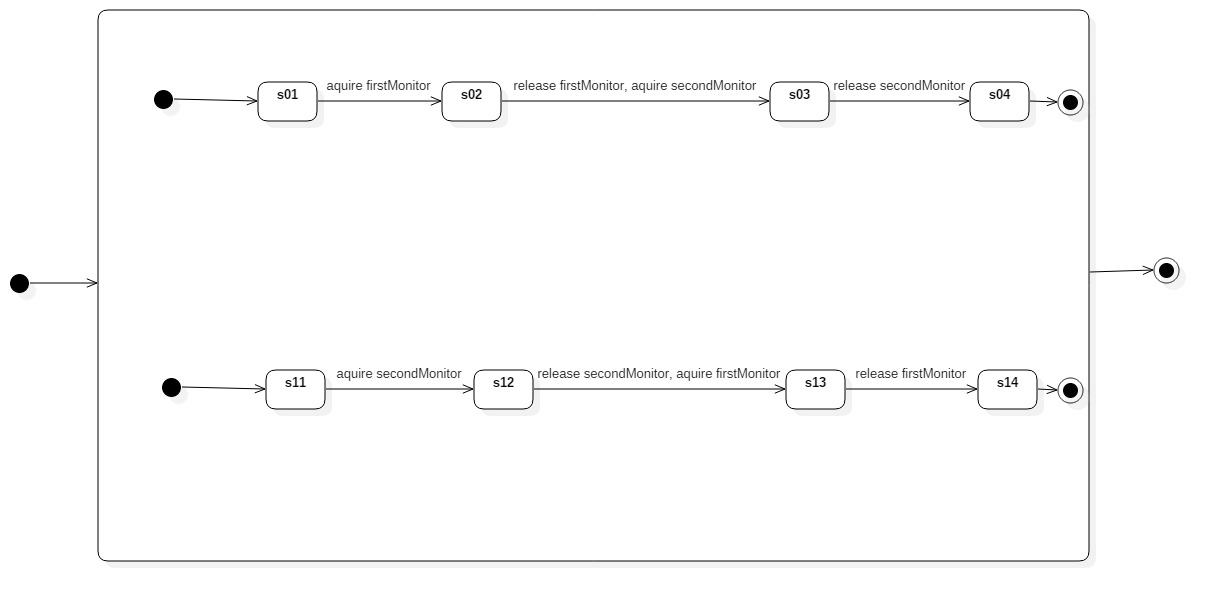 s01
aquire firstMonitor
s02
release firstMonitor, aquire secondMonitor
s03
release secondMonitor
s04
s11
aquire secondMonitor
s12
release secondMonitor, aquire firstMonitor
s13
release firstMonitor
s14